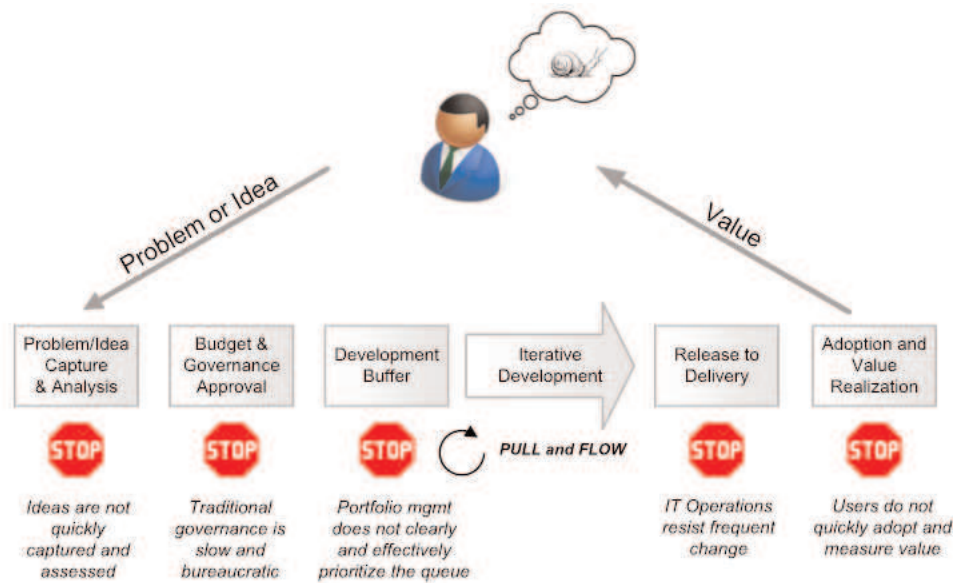 Problem or Idea
Value
Problem/Idea
Capture
& Analysis
Budget &
Governance
Approval
Development
Buffer
Iterative
Development
Release to
Delivery
Adoption and
Value
Realization
STOP
STOP
STOP
PULL and FLOW
STOP
STOP
Ideas are not
quickly
captured and
assessed
Traditional
governance is
slow and
bureaucratic
Portfolio mgmt
does not clearly
and effectively
prioritize the queue
IT Operations
resist frequent
change
Users do not
quickly adopt and
measure value